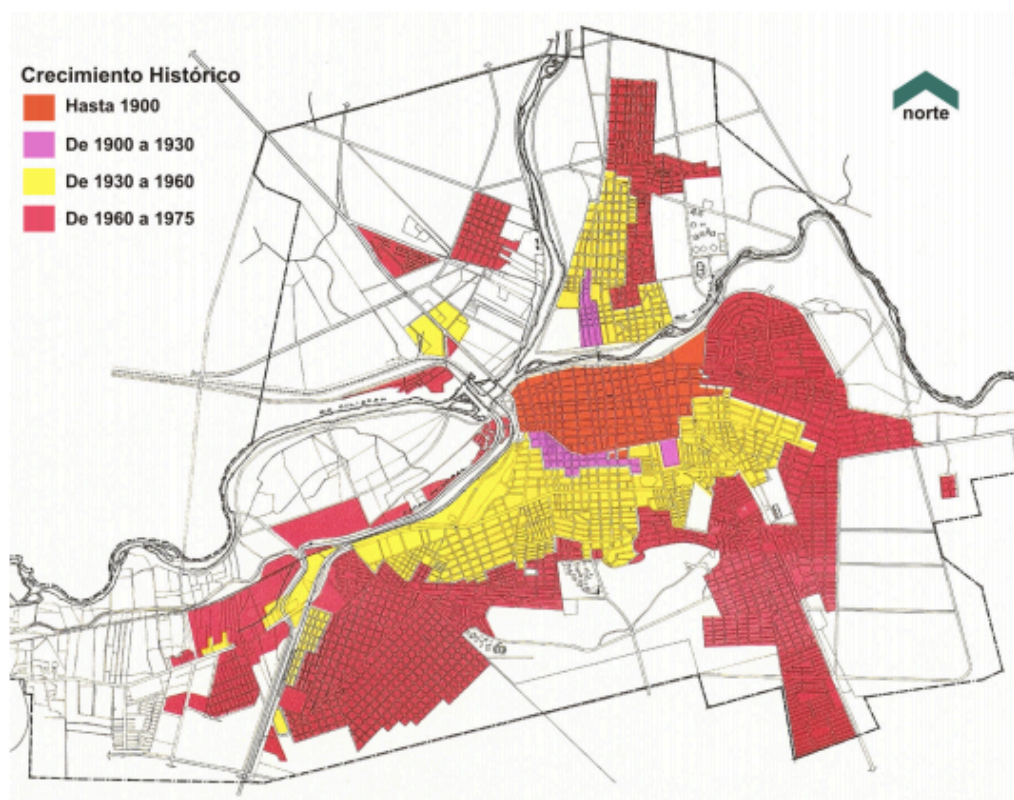 Crecimiento Histórico
Hasta 1900
De 1900 a 1930
De 1930 a 1960
De 1960 a 1975
norte